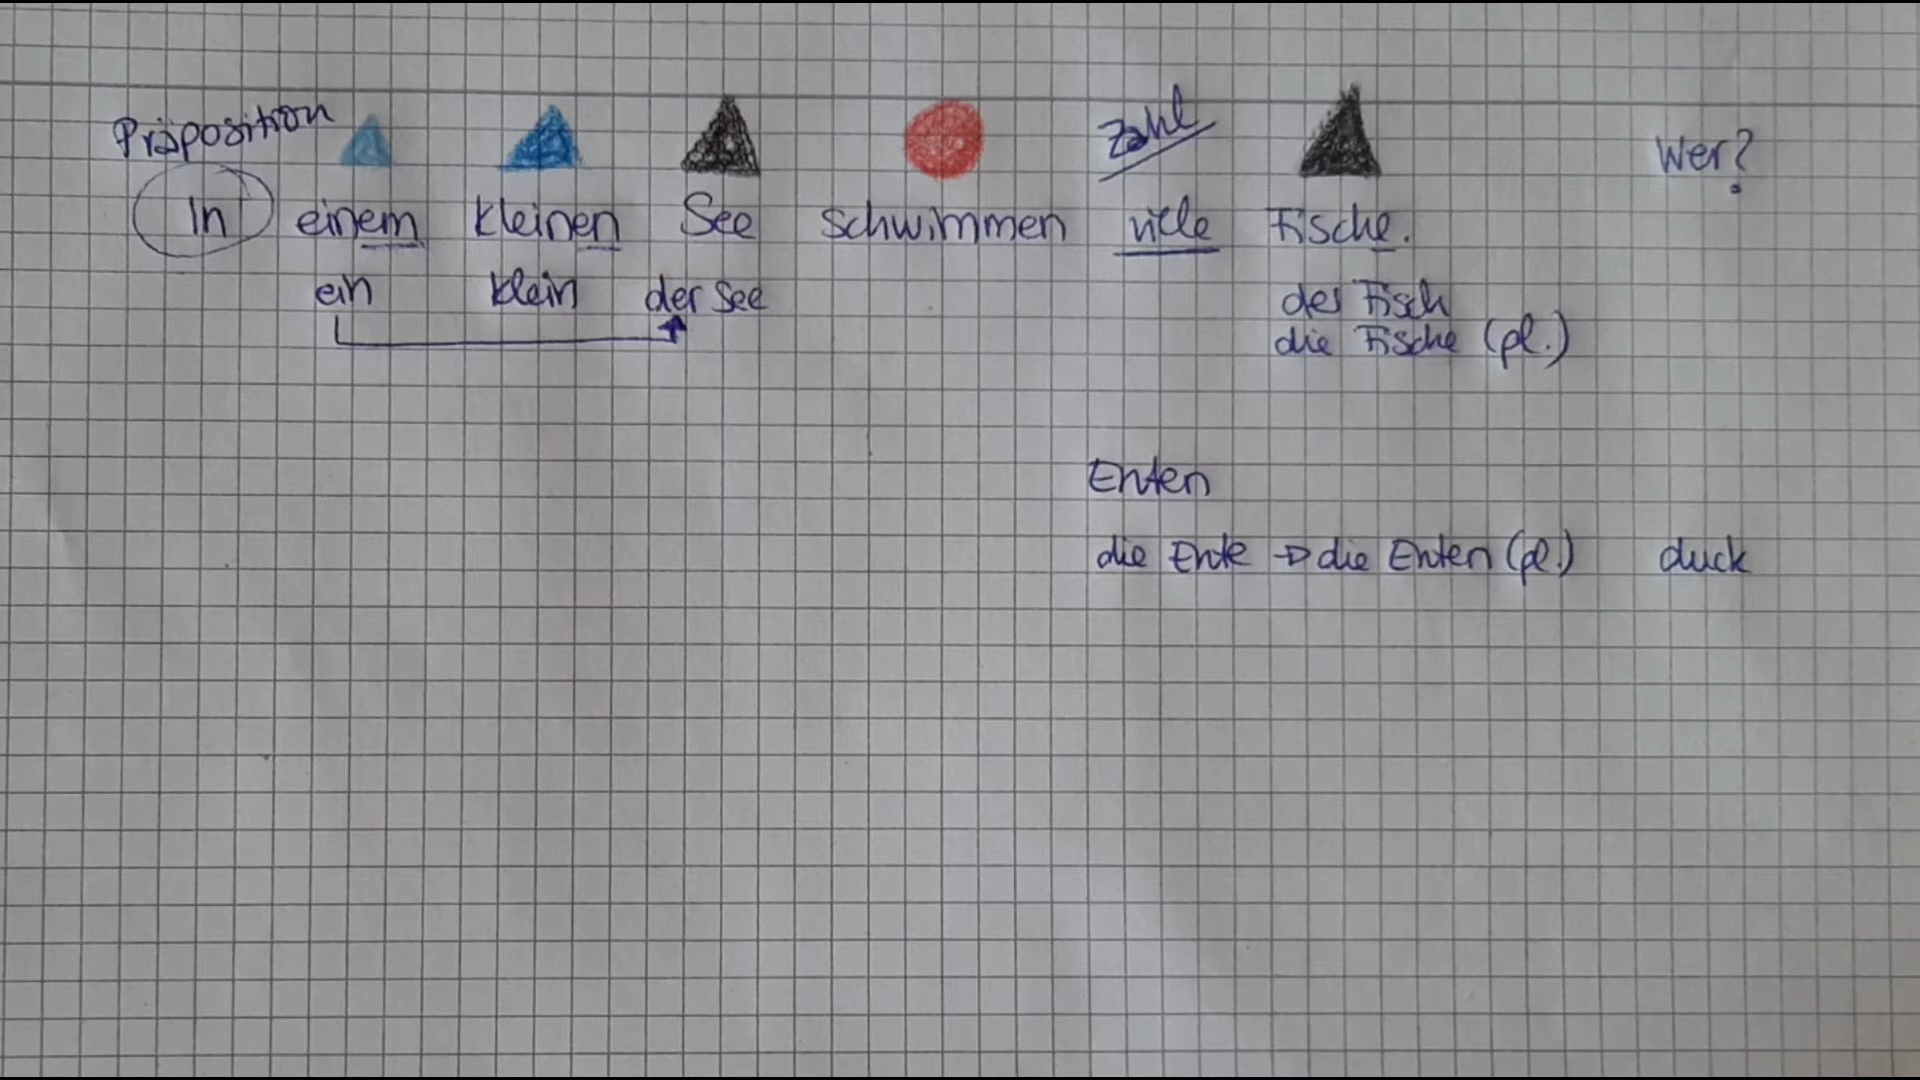 Präposition Zahl Wer?
In einem kleinen See schwimmen viele Fische.
ein klein der See der Fisch
die Fische (pl.)
Enten
die Ente → die Enten (pl.) duck